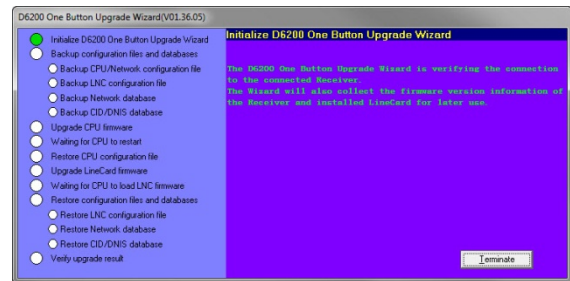 D6200 One Button Upgrade Wizard(V01.36.05)
Initialize D6200 One Button Upgrade Wizard
Backup configuration files and databases
Backup CPU/Network configuration file
Backup LNC configuration file
Backup Network database
Backup CID/DNIS database
Upgrade CPU firmware
Waiting for CPU to restart
Restore CPU configuration file
Upgrade LineCard firmware
Waiting for CPU to load LNC firmware
Restore configuration files and databases
Restore LNC configuration file
Restore Network database
Restore CID/DNIS database
Verify upgrade result
Initialize D6200 One Button Upgrade Wizard
The D6200 One Button Upgrade Wizard is verifying the connection
to the connected Receiver.
The Wizard will also collect the firmware version information of
the Receiver and installed LineCard for later use.
Terminate